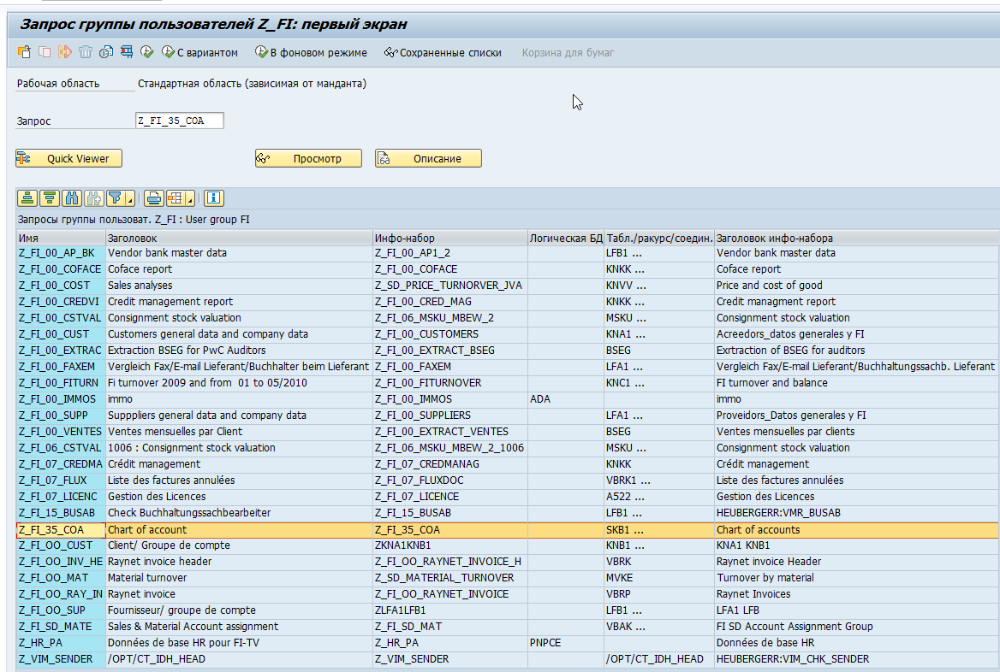 Запрос группы пользователей Z_FI: первый экран
С вариантом В фоновом режиме Сохраненные списки Корзина для бумаг
Рабочая область Стандартная область (зависимая от манданта)
Запрос Z_FI_35_COA
Quick Viewer Просмотр Описание
Запросы группы пользоват. Z_FI : User group FI
Имя Заголовок Инфо-набор Логическая БД Табл./ракурс/соедин. Заголовок инфо-набора
Z_FI_00_AP_BK Vendor bank master data Z_FI_00_AP1_2 LFB1 ... Vendor bank master data
Z_FI_00_COFACE Coface report Z_FI_00_COFACE KNKK ... Coface report
Z_FI_00_COST Sales analyses Z_SD_PRICE_TURNORVER_JVA KNVV ... Price and cost of good
Z_FI_00_CREDVI Credit management report Z_FI_00_CRED_MAG KNKK ... Credit managment report
Z_FI_00_CSTVAL Consignment stock valuation Z_FI_06_MSKU_MBEW_2 MSKU ... Consignment stock valuation
Z_FI_00_CUST Customers general data and company data Z_FI_00_CUSTOMERS KNA1 ... Acreedors_datos generales y FI
Z_FI_00_EXTRAC Extraction BSEG for PwC Auditors Z_FI_00_EXTRACT_BSEG BSEG Exrtraction of BSEG for auditors
Z_FI_00_FAXEM Vergleich Fax/E-mail Lieferant/Buchhalter beim Lieferant Z_FI_00_FAXEM LFA1 ... Vergleich Fax/E-mail Lieferant/Buchhaltungssachb. Lieferant
Z_FI_00_FITURN Fi turnover 2009 and from 01 to 05/2010 Z_FI_00_FITURNOVER KNC1 ... FI turnover and balance
Z_FI_00_IMMOS immo Z_FI_00_IMMOS ADA immo
Z_FI_00_SUPP Supppliers general data and company data Z_FI_00_SUPPLIERS LFA1 ... Proveidors_Datos generales y FI
Z_FI_00_VENTES Ventes mensuelles par Client Z_FI_00_EXTRACT_VENTES BSEG Ventes mensuelles par clients
Z_FI_06_CSTVAL 1006 : Consignment stock valuation Z_FI_06_MSKU_MBEW_2_1006 MSKU ... Consignment stock valuation
Z_FI_07_CREDMA Crédit management Z_FI_07_CREDMANAG KNKK Crédit management
Z_FI_07_FLUX Liste des factures annulées Z_FI_07_FLUXDOC VBRK1 ... Liste des factures annulées
Z_FI_07_LICENC Gestion des Licences Z_FI_07_LICENCE A522 ... Gestion des Licences
Z_FI_15_BUSAB Check Buchhaltungssachbearbeiter Z_FI_15_BUSAB LFB1 ... HEUBERGERR:VMR_BUSAB
Z_FI_35_COA Chart of account Z_FI_35_COA SKB1 ... Chart of accounts
Z_FI_OO_CUST Client/ Groupe de compte ZKNA1KNB1 KNB1 ... KNA1 KNB1
Z_FI_OO_INV_HE Raynet invoice header Z_FI_OO_RAYNET_INVOICE_H VBRK Raynet invoice Header
Z_FI_OO_MAT Material turnover Z_SD_MATERIAL_TURNOVER MVKE Turnover by material
Z_FI_OO_RAY_IN Raynet invoice Z_FI_OO_RAYNET_INVOICE VBRP Raynet Invoices
Z_FI_OO_SUP Fournisseur/ groupe de compte ZLFA1LFB1 LFB1 ... LFA1 LFB
Z_FI_SD_MATE Sales & Material Account assignment Z_FI_SD_MAT VBAK ... FI SD Account Assignment Group
Z_HR_PA Données de base HR pour FI-TV Z_HR_PA PNPCE Données de base HR
Z_VIM_SENDER /OPT/CT_IDH_HEAD Z_VIM_SENDER /OPT/CT_IDH_HEAD HEUBERGERR:VIM_CHK_SENDER